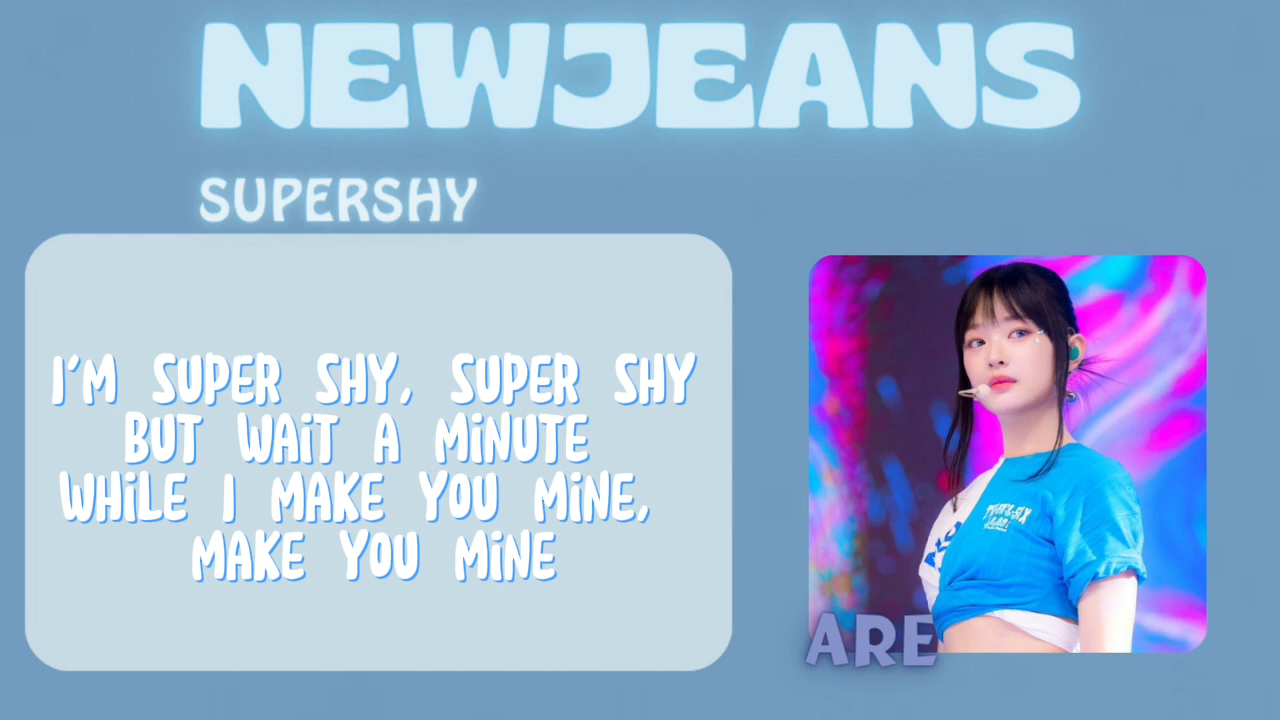 NEWJEANS
SUPERSHY
I'M SUPER SHY, SUPER SHY
BUT WAiT A MiNUTE
WHiLE I MAKE YOU MiNE,
MAKE YOU MiNE
ARE